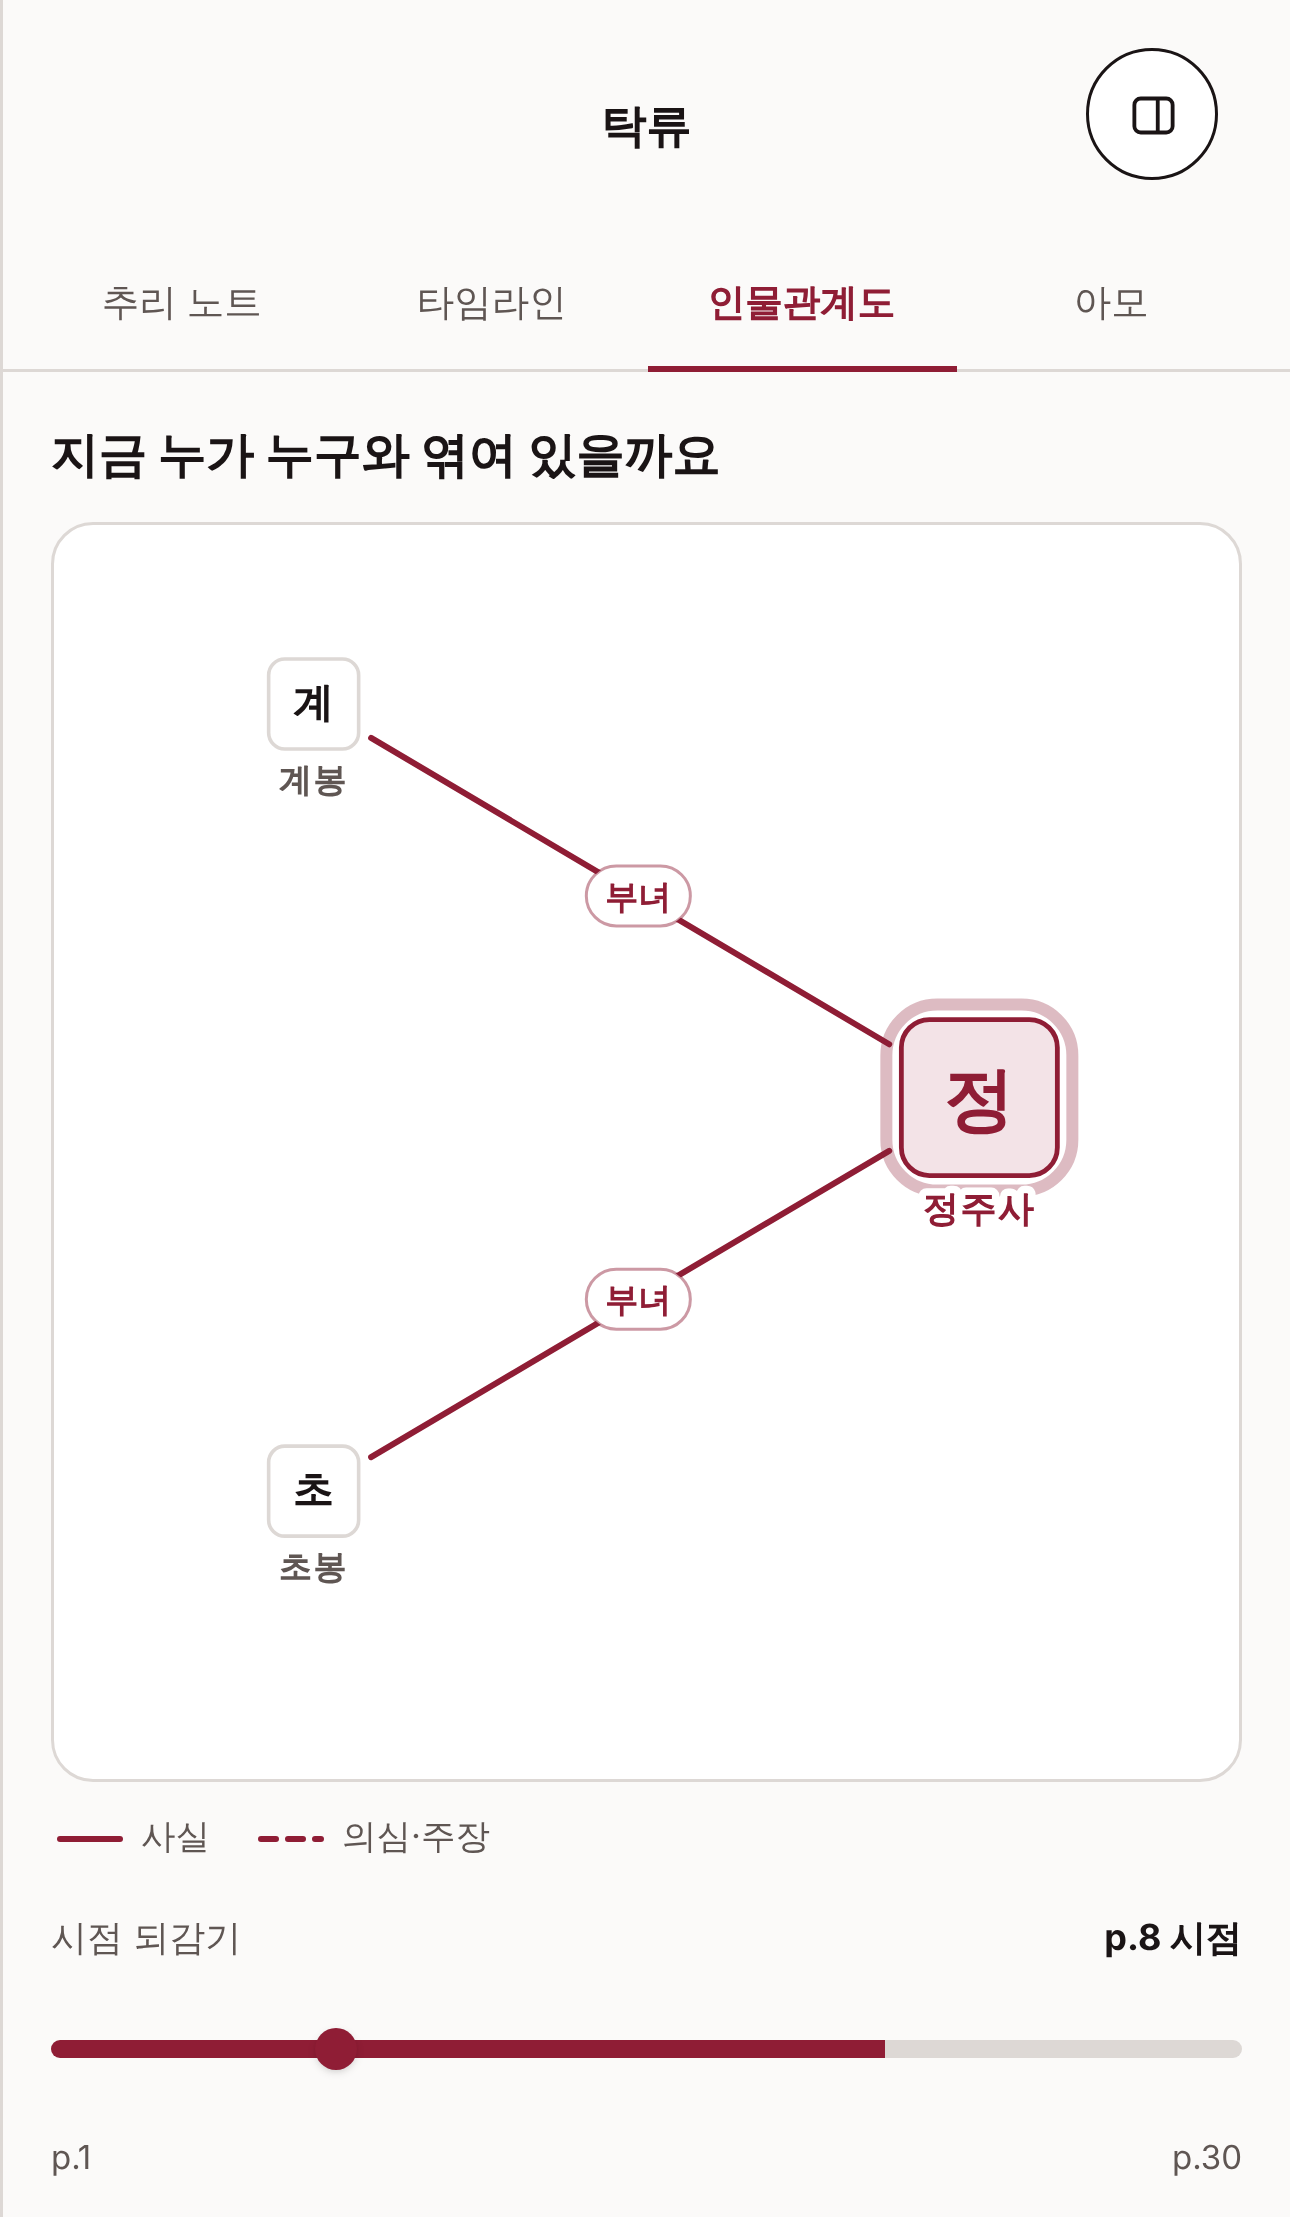 탁류
추리 노트 타임라인 인물관계도 아모
지금 누가 누구와 엮여 있을까요
계
계봉
부녀
정
정주사
부녀
초
초봉
사실 의심·주장
시점 되감기 p.8 시점
p.1 p.30